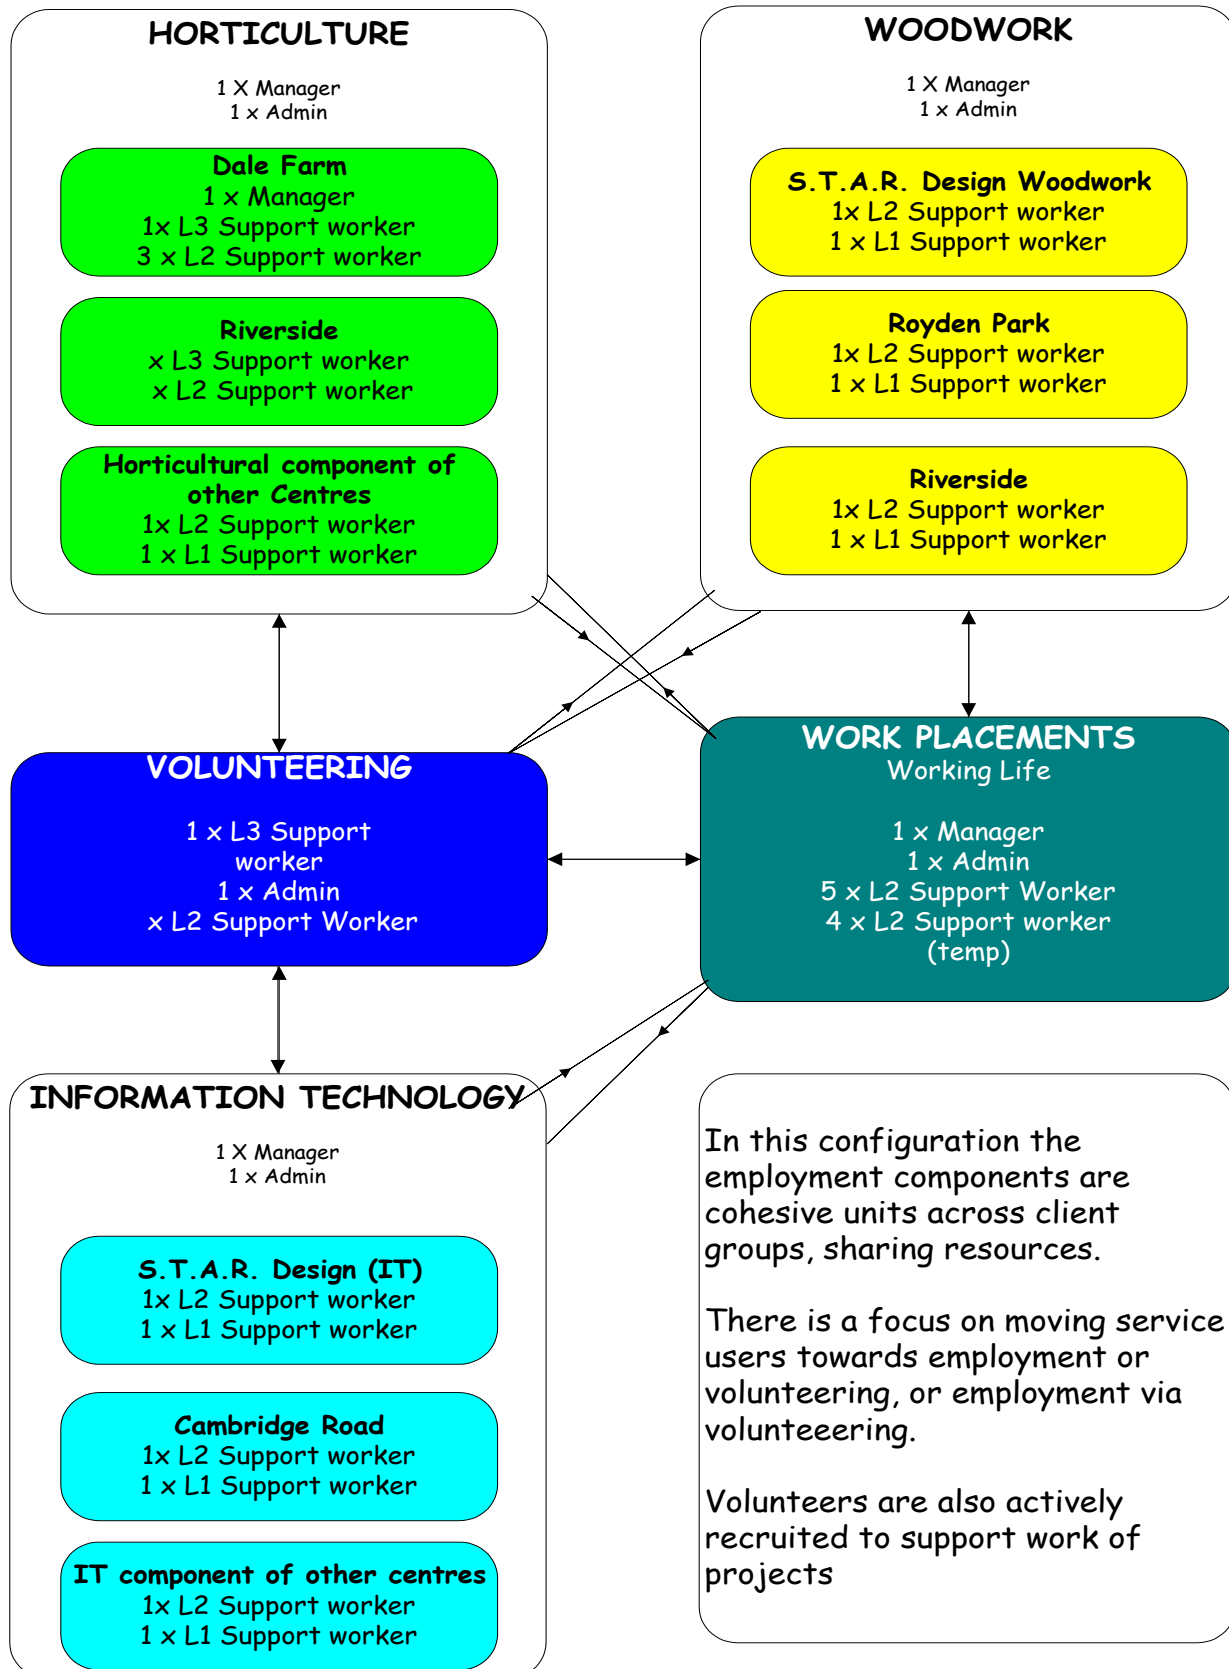 HORTICULTURE
1 X Manager
1 x Admin
Dale Farm
1 x Manager
1x L3 Support worker
3 x L2 Support worker
Riverside
x L3 Support worker
x L2 Support worker
Horticultural component of
other Centres
1x L2 Support worker
1 x L1 Support worker
WOODWORK
1 X Manager
1 x Admin
S.T.A.R. Design Woodwork
1x L2 Support worker
1 x L1 Support worker
Royden Park
1x L2 Support worker
1 x L1 Support worker
Riverside
1x L2 Support worker
1 x L1 Support worker
VOLUNTEERING
1 x L3 Support
worker
1 x Admin
x L2 Support Worker
WORK PLACEMENTS
Working Life
1 x Manager
1 x Admin
5 x L2 Support Worker
4 x L2 Support worker
(temp)
INFORMATION TECHNOLOGY
1 X Manager
1 x Admin
S.T.A.R. Design (IT)
1x L2 Support worker
1 x L1 Support worker
Cambridge Road
1x L2 Support worker
1 x L1 Support worker
IT component of other centres
1x L2 Support worker
1 x L1 Support worker
In this configuration the
employment components are
cohesive units across client
groups, sharing resources.
There is a focus on moving service
users towards employment or
volunteering, or employment via
volunteeering.
Volunteers are also actively
recruited to support work of
projects